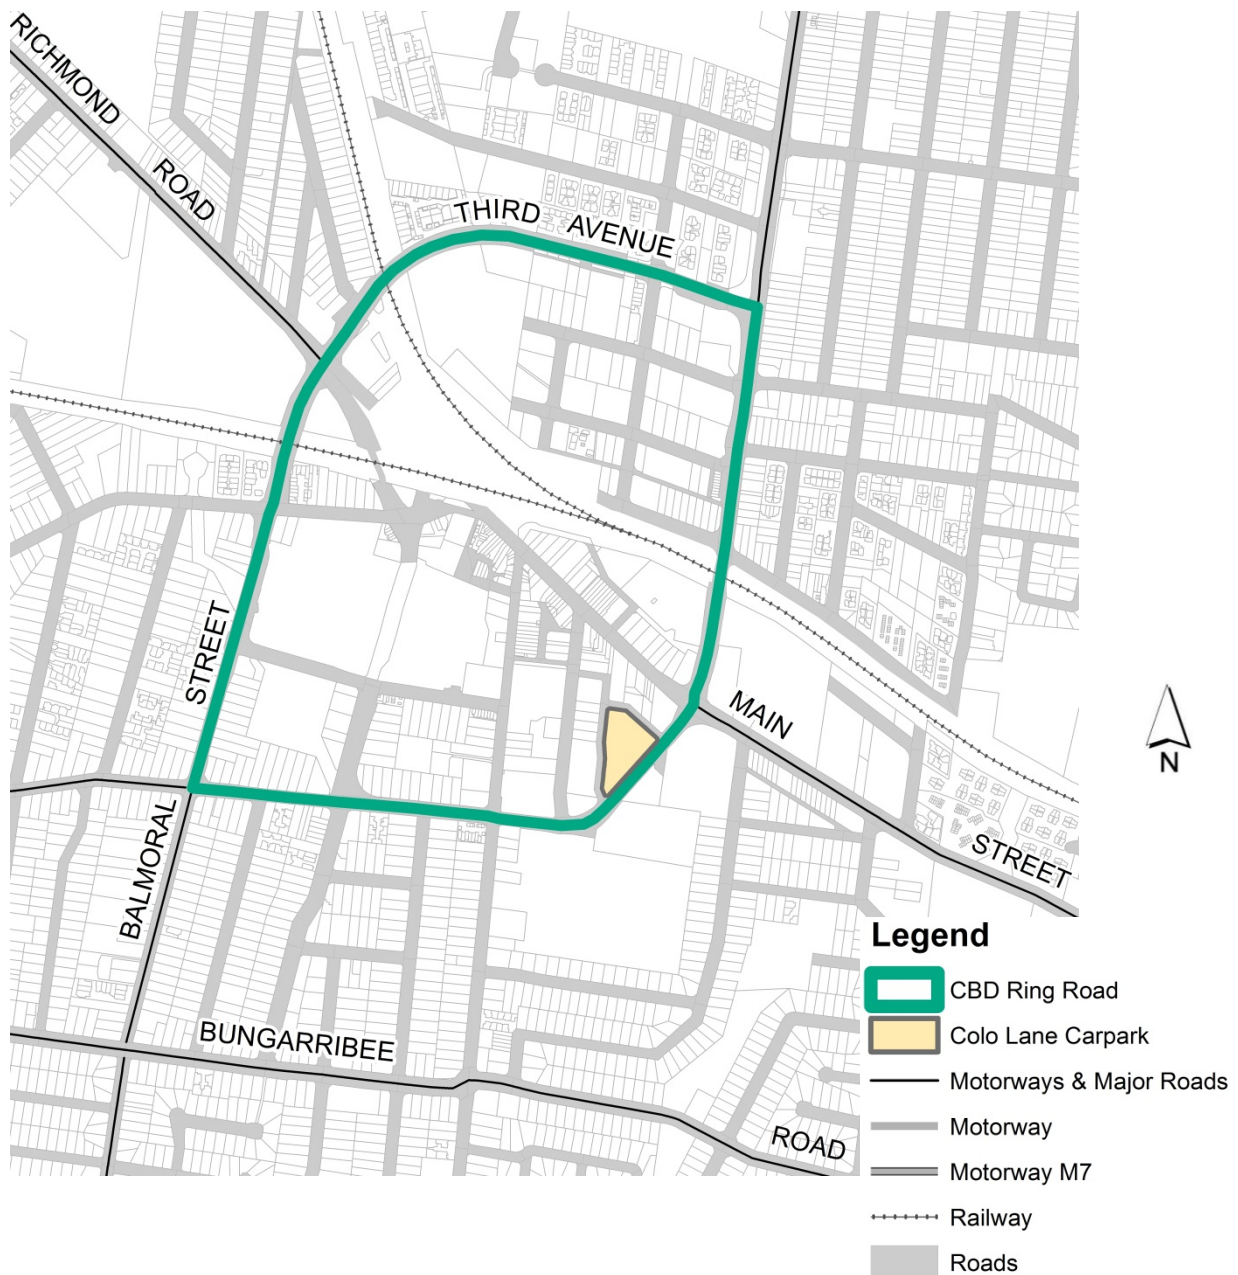 RICHMOND
ROAD
THIRD AVENUE
STREET
MAIN
STREET
BALMORAL
BUNGARRIBEE
ROAD
N
Legend
CBD Ring Road
Colo Lane Carpark
Motorways & Major Roads
Motorway
Motorway M7
Railway
Roads